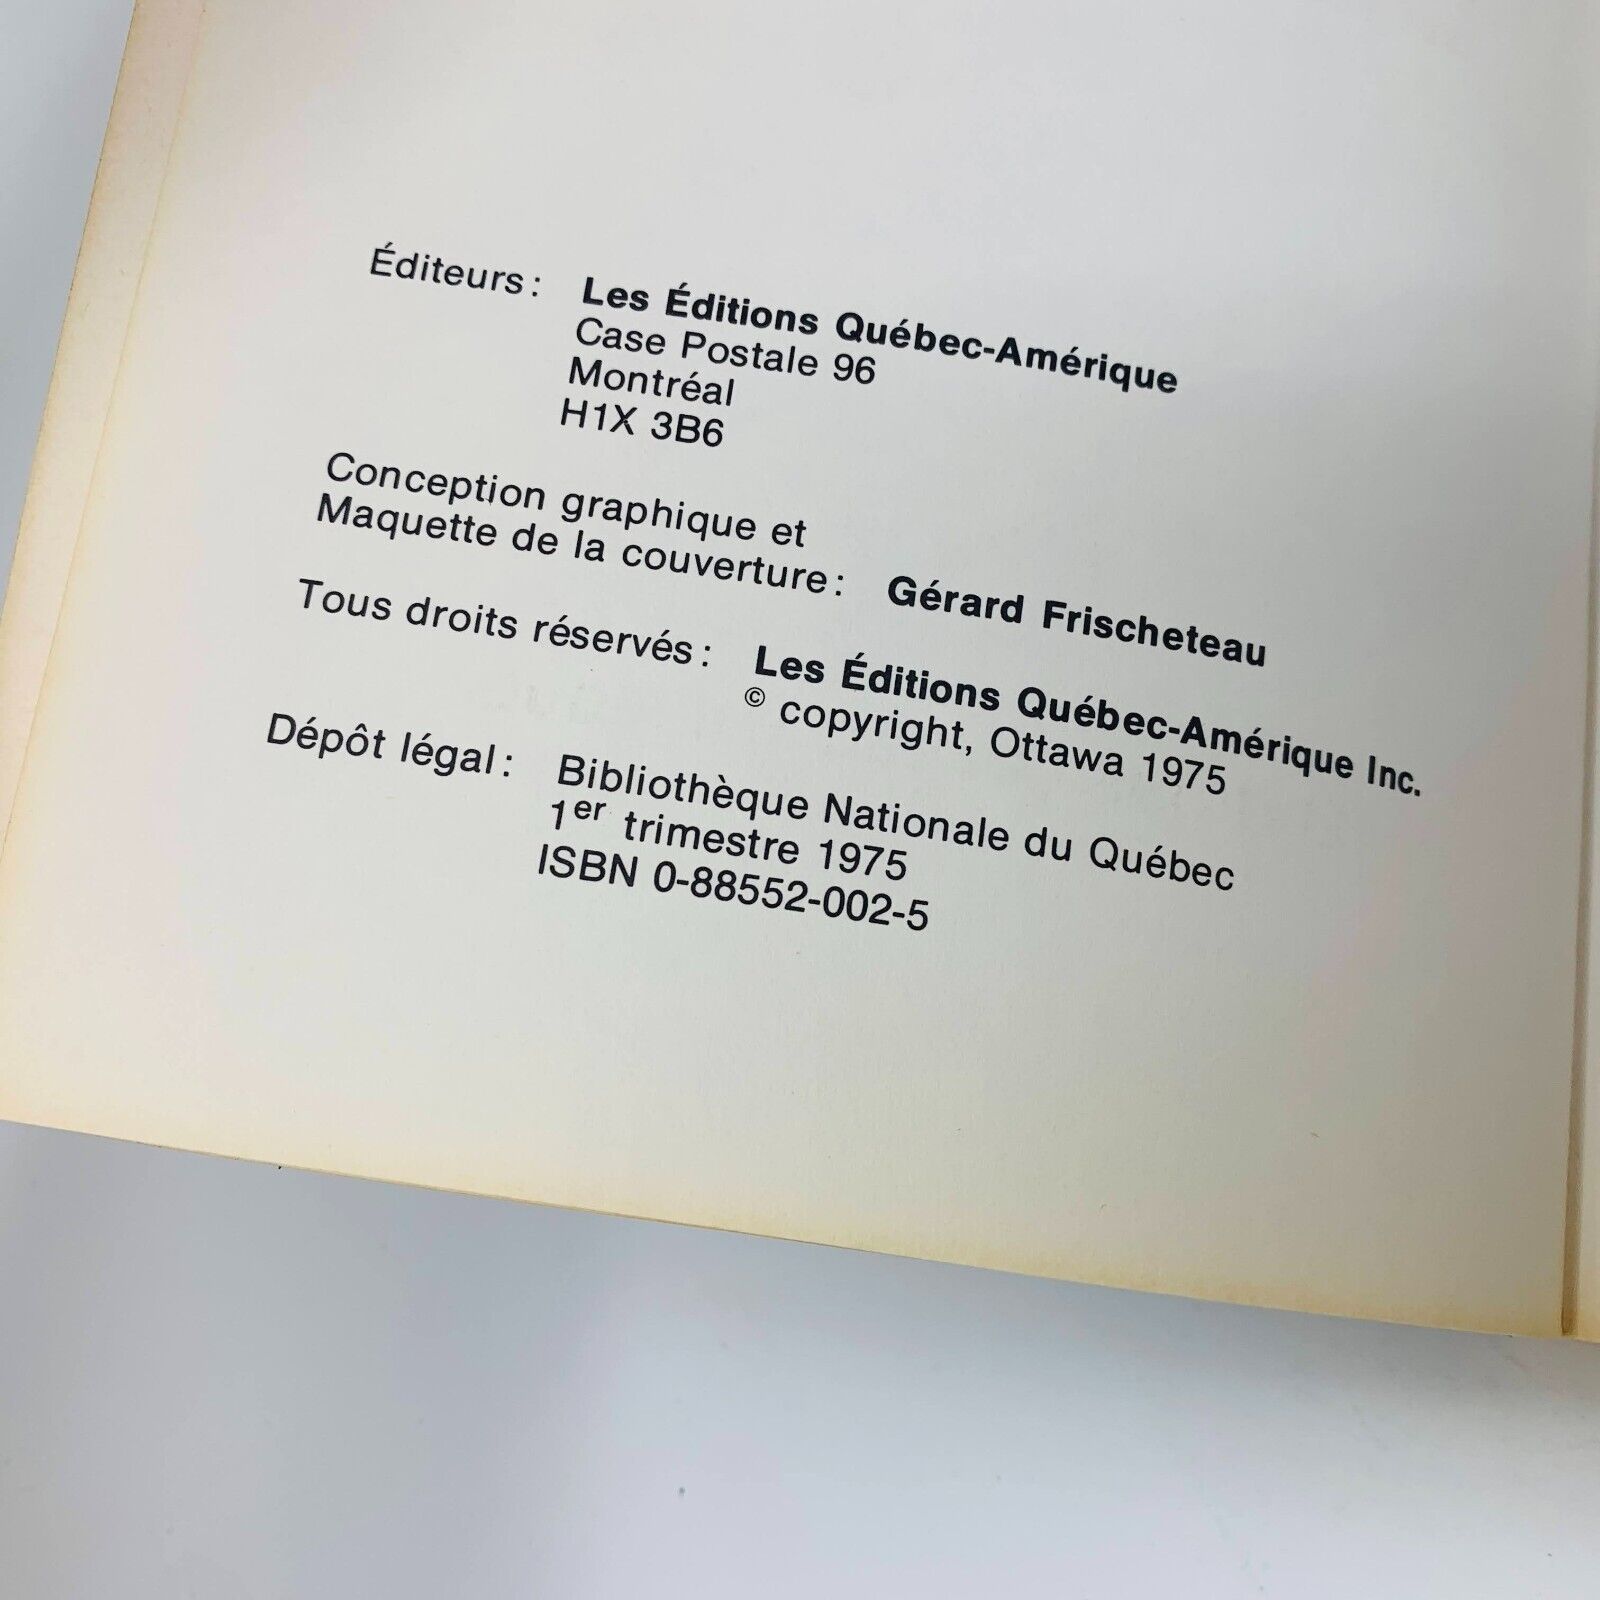 Éditeurs : Les Éditions Québec-Amérique
Case Postale 96
Montréal
H1X 3B6
Conception graphique et
Maquette de la couverture : Gérard Frischeteau
Tous droits réservés : Les Éditions Québec-Amérique Inc.
© copyright, Ottawa 1975
Dépôt légal : Bibliothèque Nationale du Québec
1er trimestre 1975
ISBN 0-88552-002-5